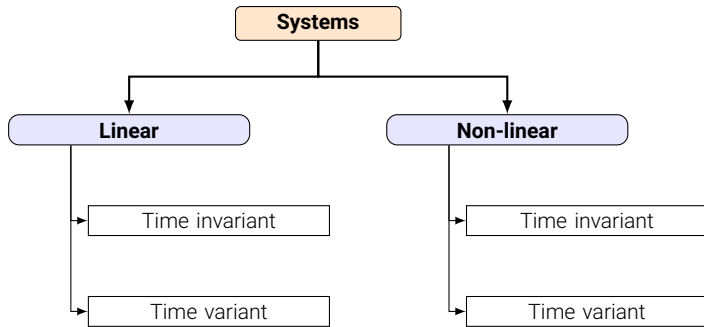 Systems
Linear
Non-linear
Time invariant
Time invariant
Time variant
Time variant